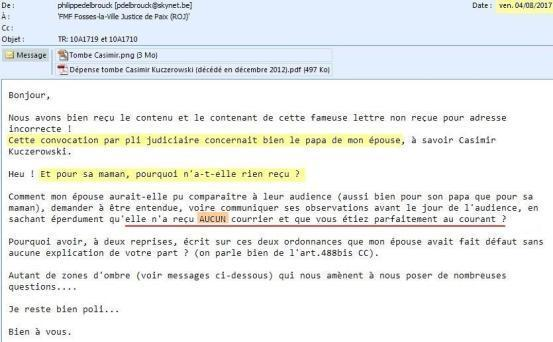 De : philippedelbrouck [pdelbrouck@skynet.be] Date : ven. 04/08/2017
À : 'FMF Fosses-la-Ville Justice de Paix (ROJ)'
Cc :
Objet : TR: 10A1719 et 10A1710
Message Tombe Casimir.png (3 Mo)
Dépense tombe Casimir Kuczerowski (décédé en décembre 2012).pdf (497 Ko)
Bonjour,
Nous avons bien reçu le contenu et le contenant de cette fameuse lettre non reçue pour adresse
incorrecte !
Cette convocation par pli judiciaire concernait bien le papa de mon épouse, à savoir Casimir
Kuczerowski.
Heu ! Et pour sa maman, pourquoi n'a-t-elle rien reçu ?
Comment mon épouse aurait-elle pu comparaître à leur audience (aussi bien pour son papa que pour sa
maman), demander à être entendue, voire communiquer ses observations avant le jour de l'audience, en
sachant éperdument qu'elle n'a reçu AUCUN courrier et que vous étiez parfaitement au courant ?
Pourquoi avoir, à deux reprises, écrit sur ces deux ordonnances que mon épouse avait fait défaut sans
aucune explication de votre part ? (on parle bien de l'art.488bis CC).
Autant de zones d'ombre (voir messages ci-dessous) qui nous amènent à nous poser de nombreuses
questions....
Je reste bien poli...
Bien à vous.